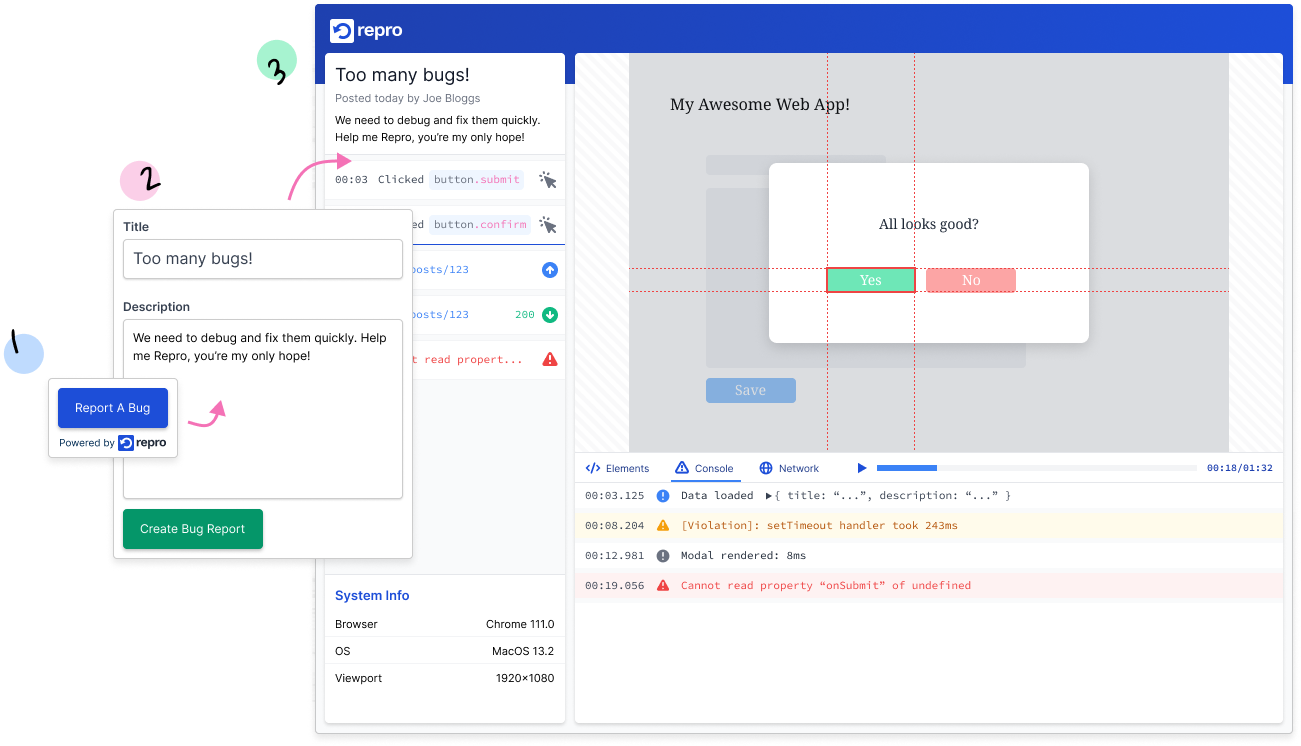 repro
3
Too many bugs!
Posted today by Joe Bloggs
We need to debug and fix them quickly.
Help me Repro, you’re my only hope!
00:03 Clicked button.submit
ed button.confirm
posts/123
posts/123 200
t read propert...
System Info
Browser Chrome 111.0
OS MacOS 13.2
Viewport 1920×1080
2
Title
Too many bugs!
Description
We need to debug and fix them quickly. Help
me Repro, you’re my only hope!
Create Bug Report
1
Report A Bug
Powered by repro
My Awesome Web App!
All looks good?
Yes No
Save
Elements Console Network 00:18/01:32
00:03.125 Data loaded ▶{ title: “...”, description: “...” }
00:08.204 [Violation]: setTimeout handler took 243ms
00:12.981 Modal rendered: 8ms
00:19.056 Cannot read property “onSubmit” of undefined